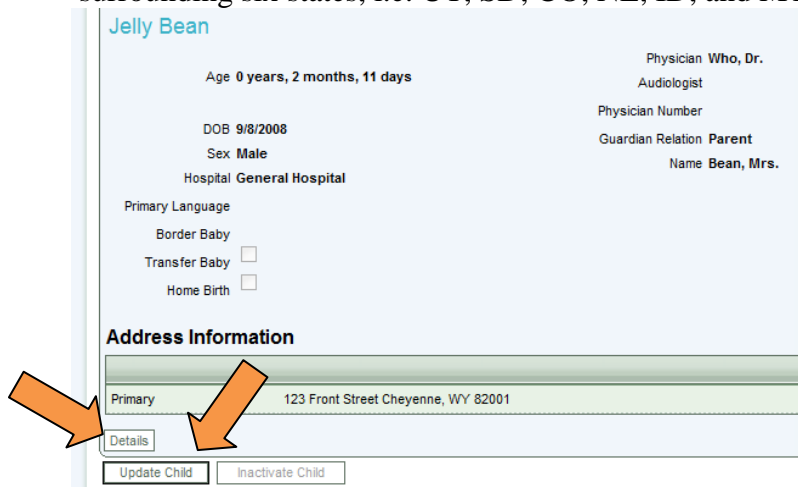 Jelly Bean
Age 0 years, 2 months, 11 days
DOB 9/8/2008
Sex Male
Hospital General Hospital
Primary Language
Border Baby
Transfer Baby
Home Birth
Physician Who, Dr.
Audiologist
Physician Number
Guardian Relation Parent
Name Bean, Mrs.
Address Information
Primary 123 Front Street Cheyenne, WY 82001
Details
Update Child Inactivate Child